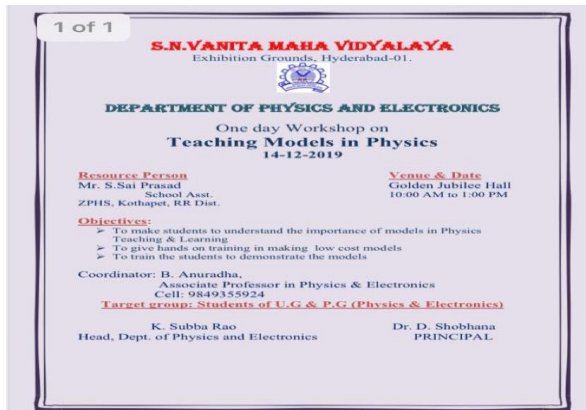 1 of 1
S.N.VANITA MAHA VIDYALAYA
Exhibition Grounds, Hyderabad-01.
DEPARTMENT OF PHYSICS AND ELECTRONICS
One day Workshop on
Teaching Models in Physics
14-12-2019
Resource Person
Mr. S.Sai Prasad
School Asst.
ZPHS, Kothapet, RR Dist.
Venue & Date
Golden Jubilee Hall
10:00 AM to 1:00 PM
Objectives:
➤ To make students to understand the importance of models in Physics
Teaching & Learning
➤ To give hands on training in making low cost models
➤ To train the students to demonstrate the models
Coordinator: B. Anuradha,
Associate Professor in Physics & Electronics
Cell: 9849355924
Target group: Students of U.G & P.G (Physics & Electronics)
K. Subba Rao
Head, Dept. of Physics and Electronics
Dr. D. Shobhana
PRINCIPAL